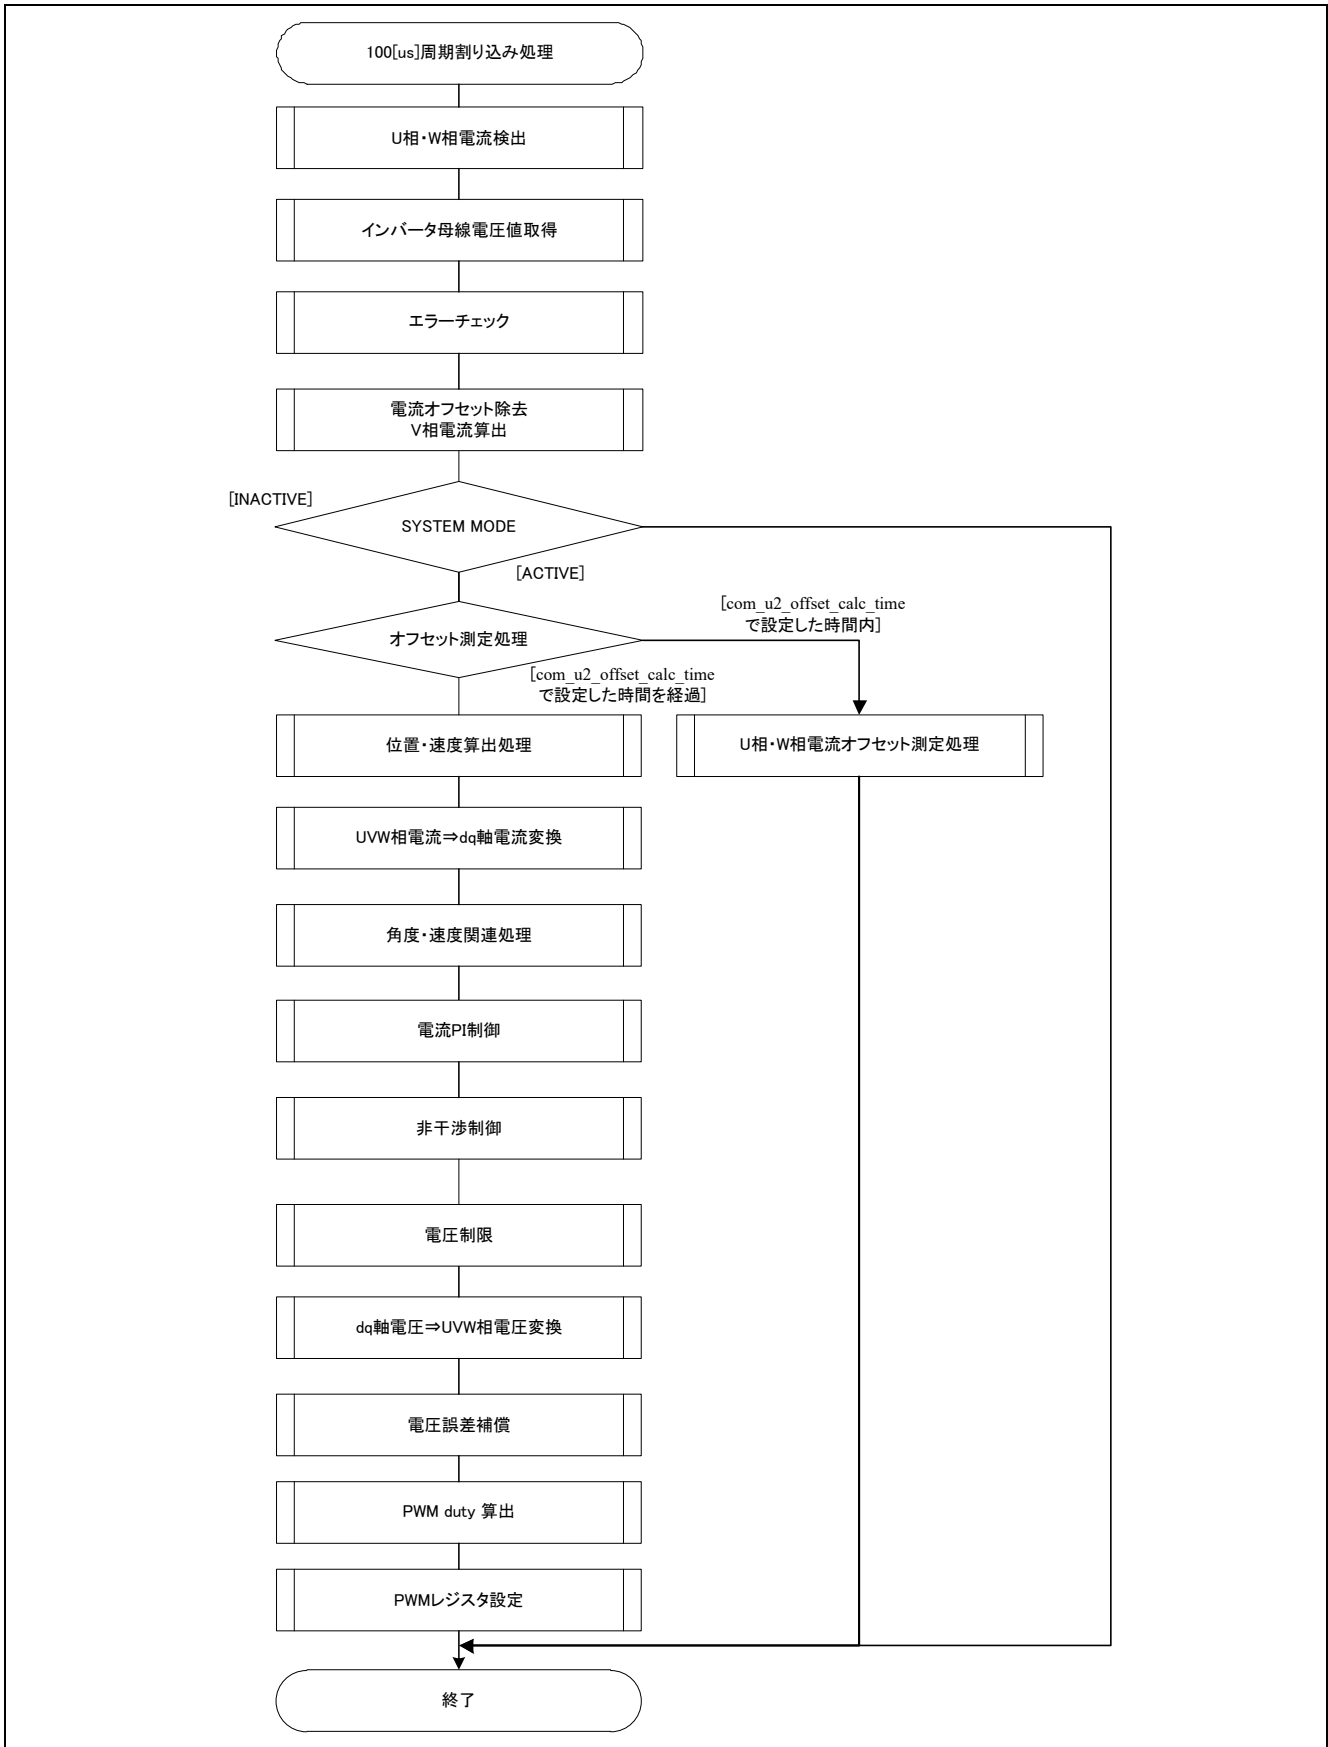 100[us]周期割り込み処理
U相・W相電流検出
インバータ母線電圧値取得
エラーチェック
電流オフセット除去
V相電流算出
[INACTIVE]
SYSTEM MODE
[ACTIVE]
オフセット測定処理
[com_u2_offset_calc_time
で設定した時間内]
[com_u2_offset_calc_time
で設定した時間を経過]
位置・速度算出処理
U相・W相電流オフセット測定処理
UVW相電流⇒dq軸電流変換
角度・速度関連処理
電流PI制御
非干渉制御
電圧制限
dq軸電圧⇒UVW相電圧変換
電圧誤差補償
PWM duty 算出
PWMレジスタ設定
終了